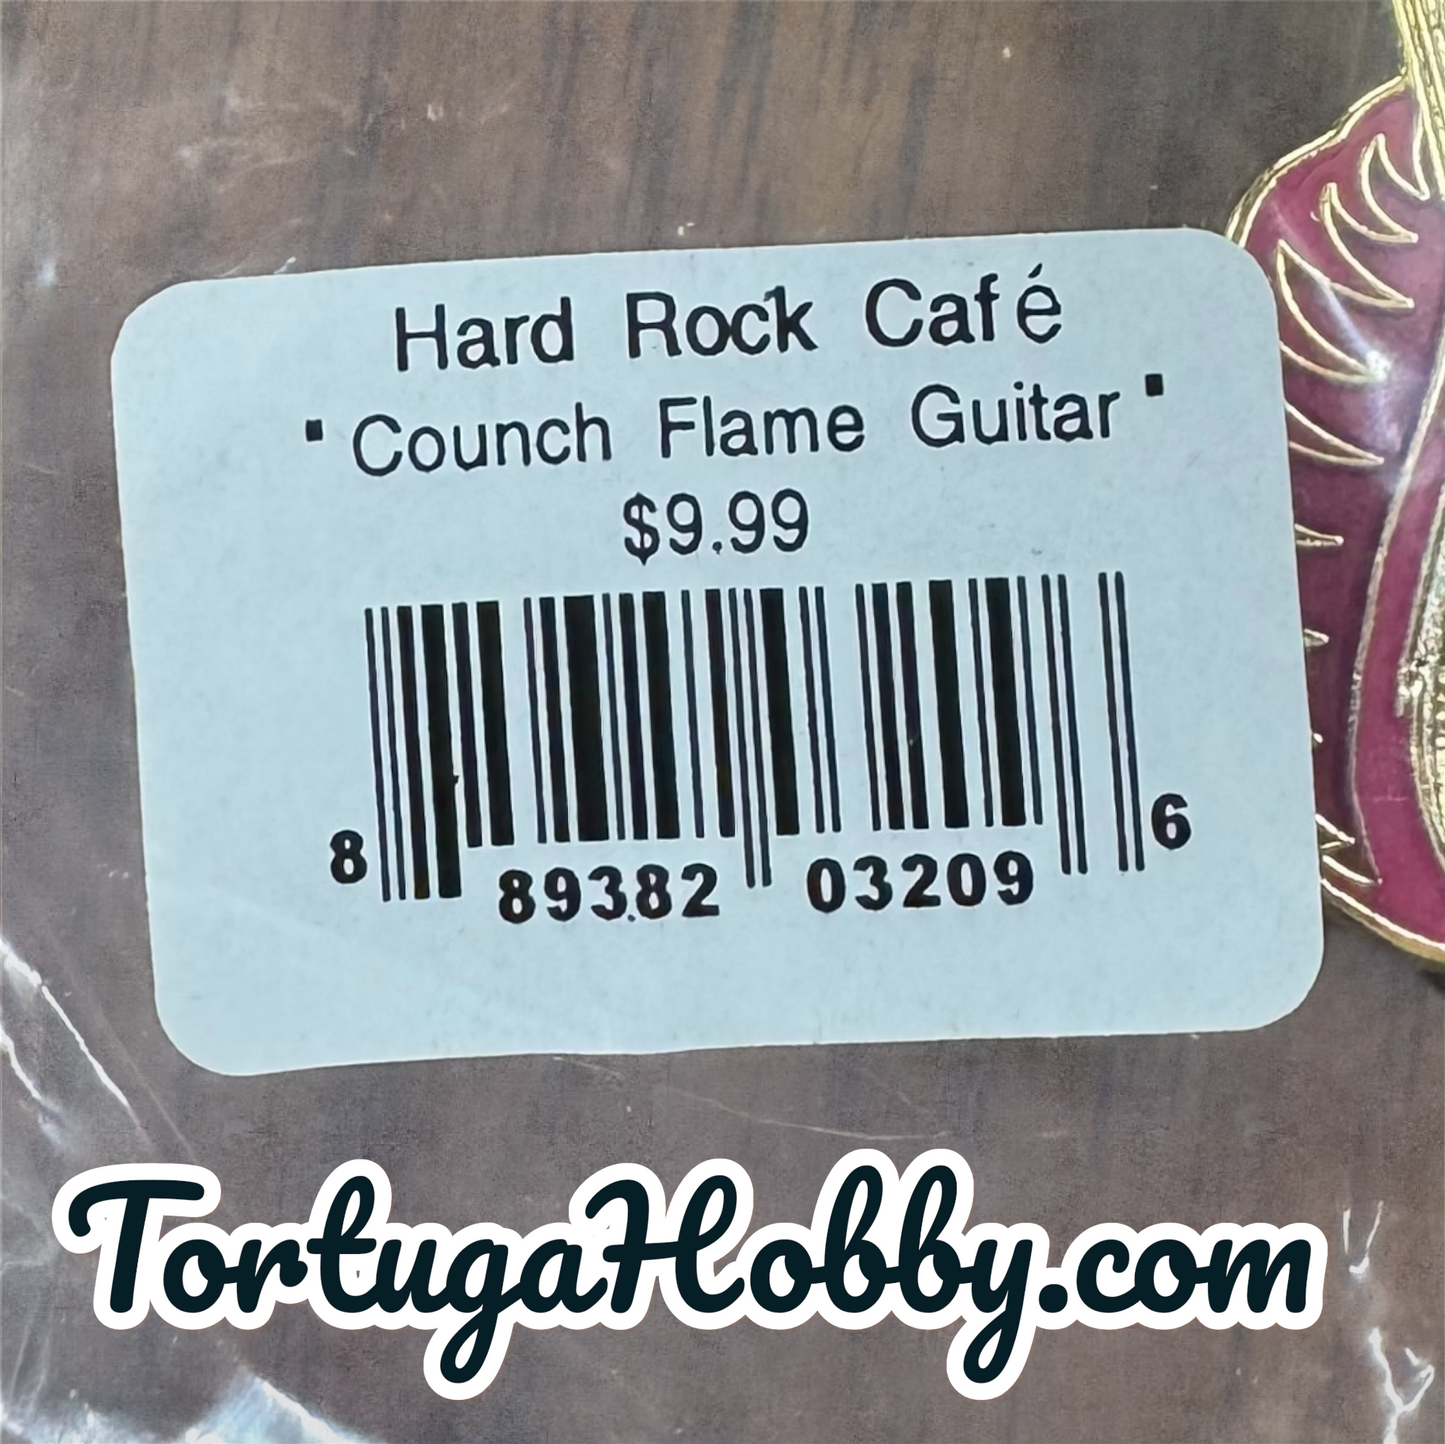 Hard Rock Café
"Counch Flame Guitar"
$9.99
8 89382 03209 6
TortugaHobby.com